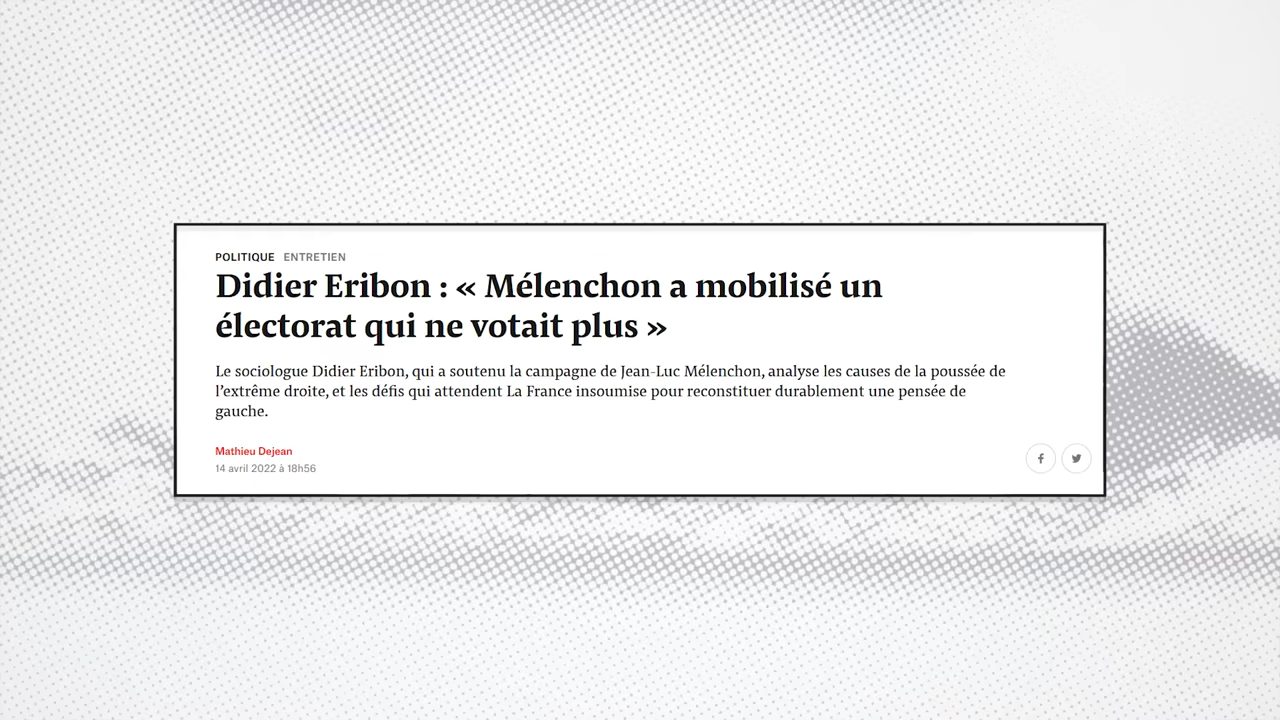 POLITIQUE ENTRETIEN
Didier Eribon : « Mélenchon a mobilisé un
électorat qui ne votait plus »
Le sociologue Didier Eribon, qui a soutenu la campagne de Jean-Luc Mélenchon, analyse les causes de la poussée de
l’extrême droite, et les défis qui attendent La France insoumise pour reconstituer durablement une pensée de
gauche.
Mathieu Dejean
14 avril 2022 à 18h56